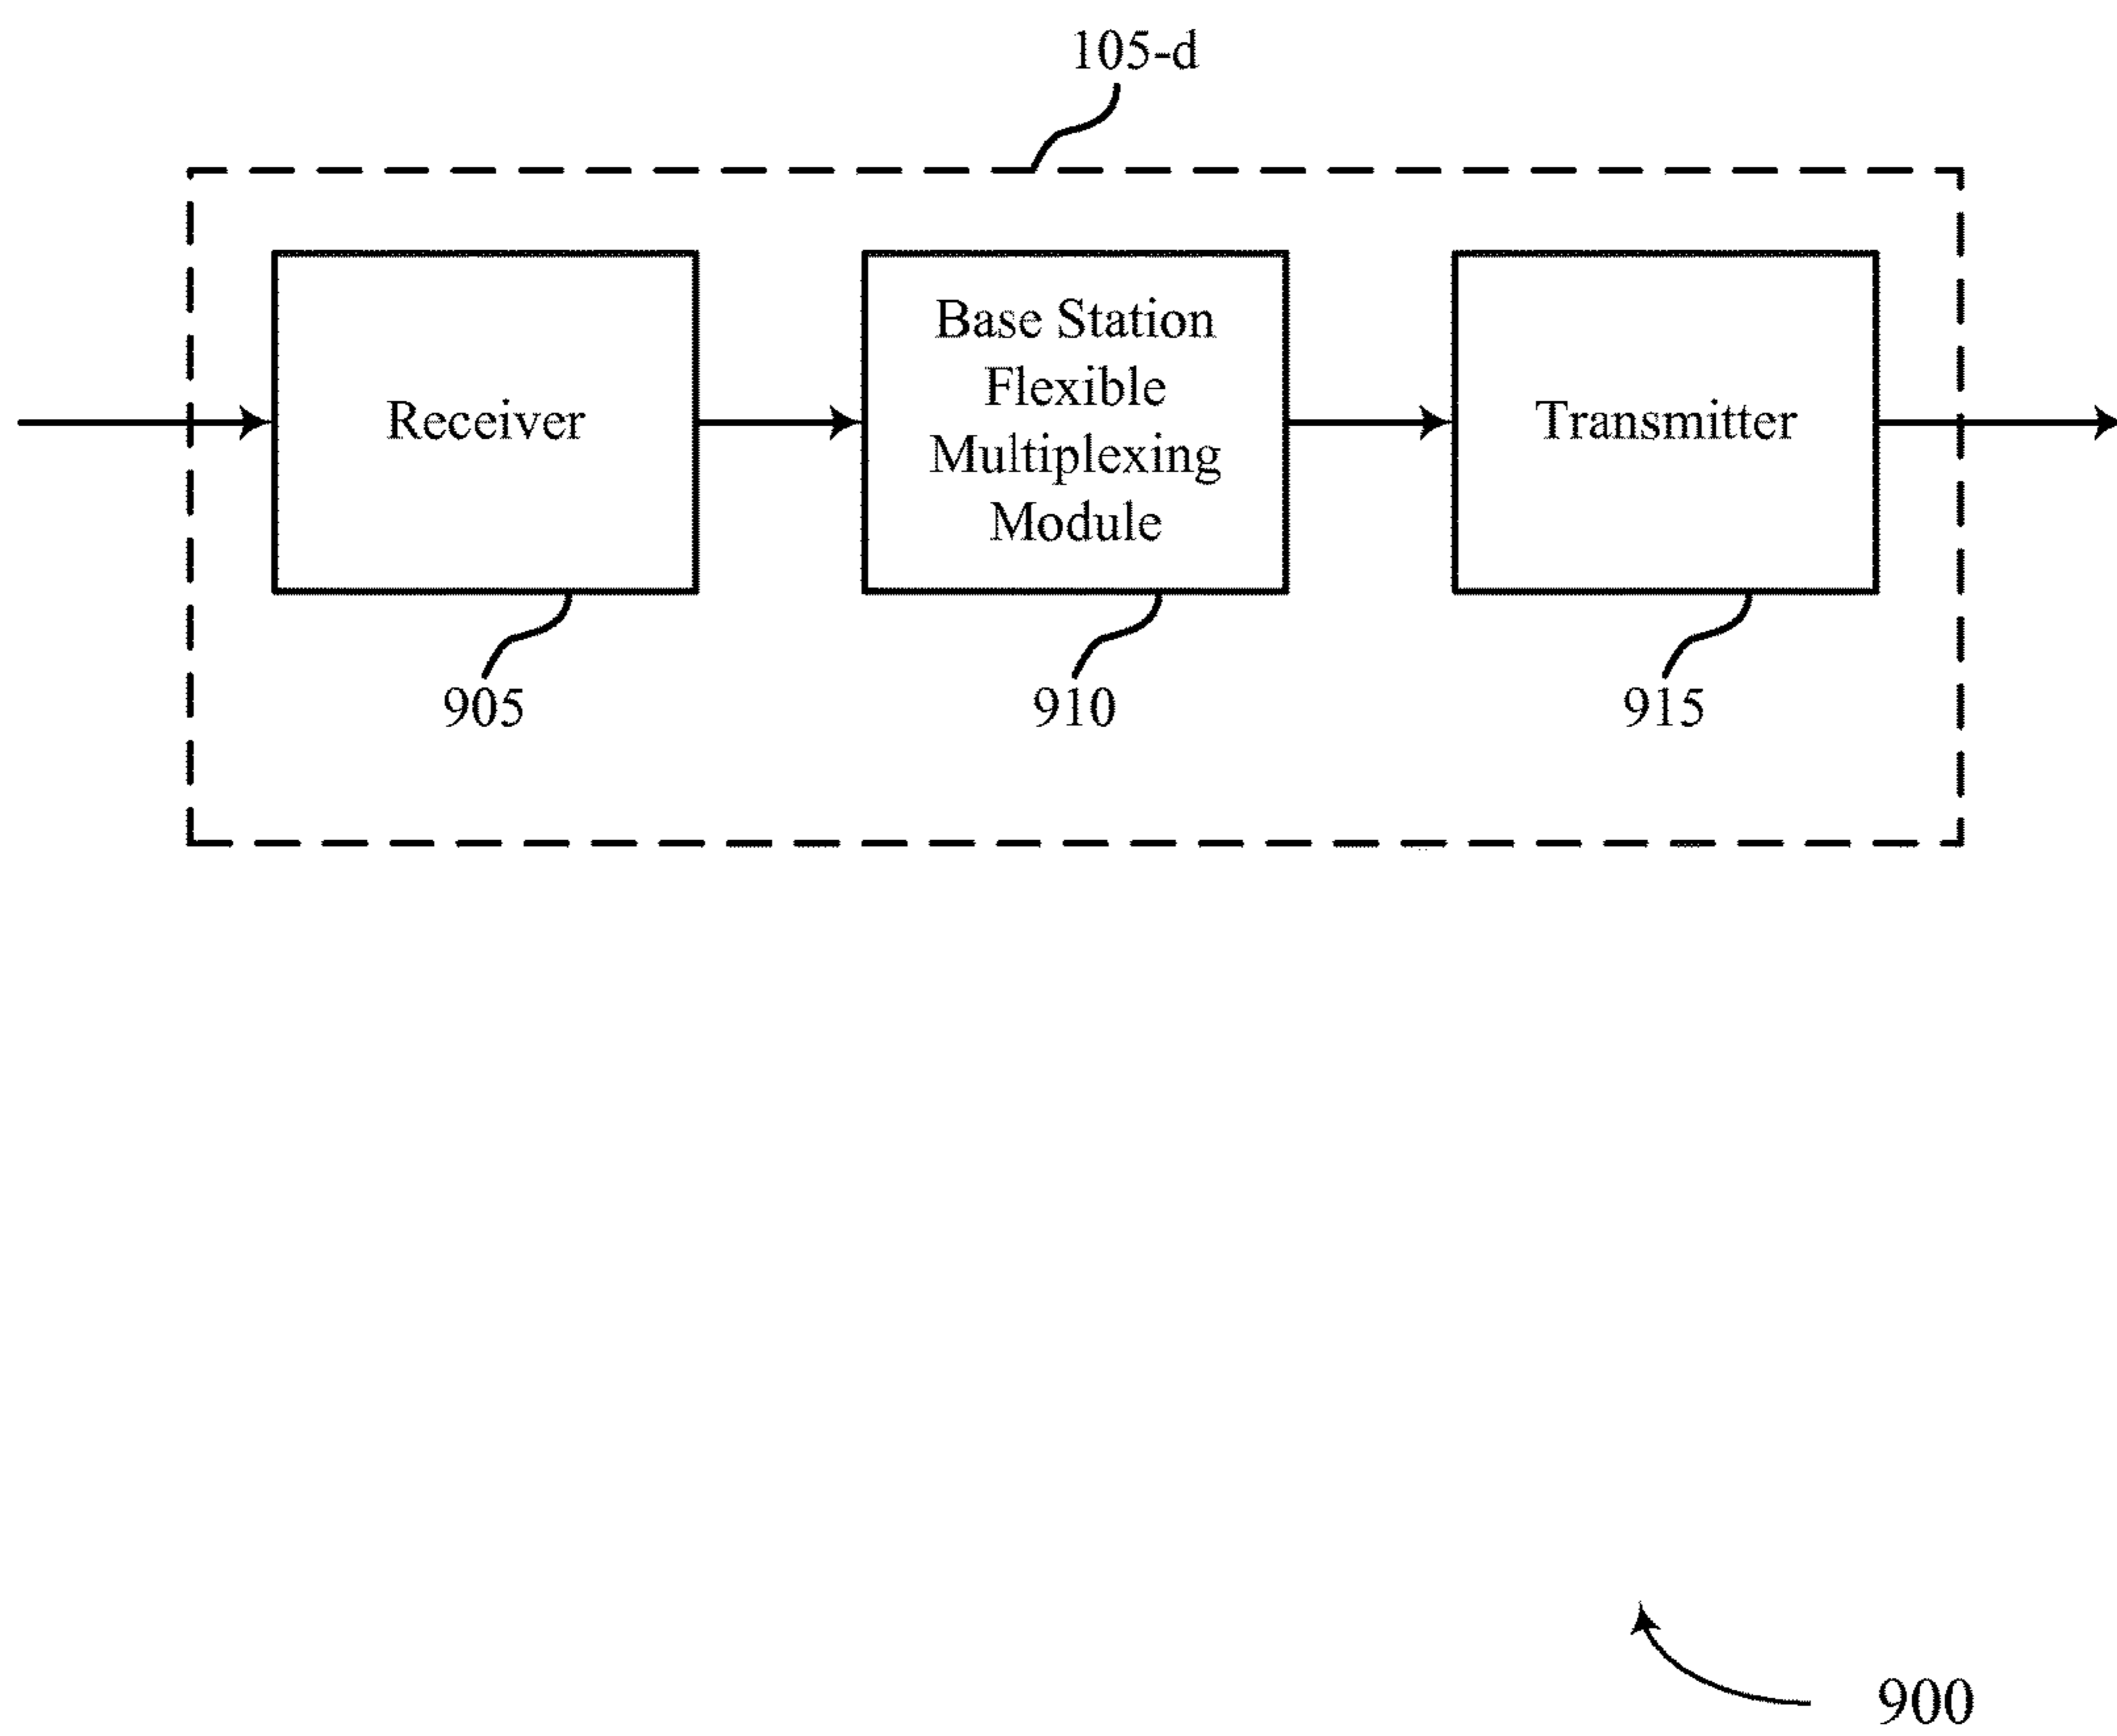 105-d
Receiver
Base Station
Flexible
Multiplexing
Module
Transmitter
905
910
915
900